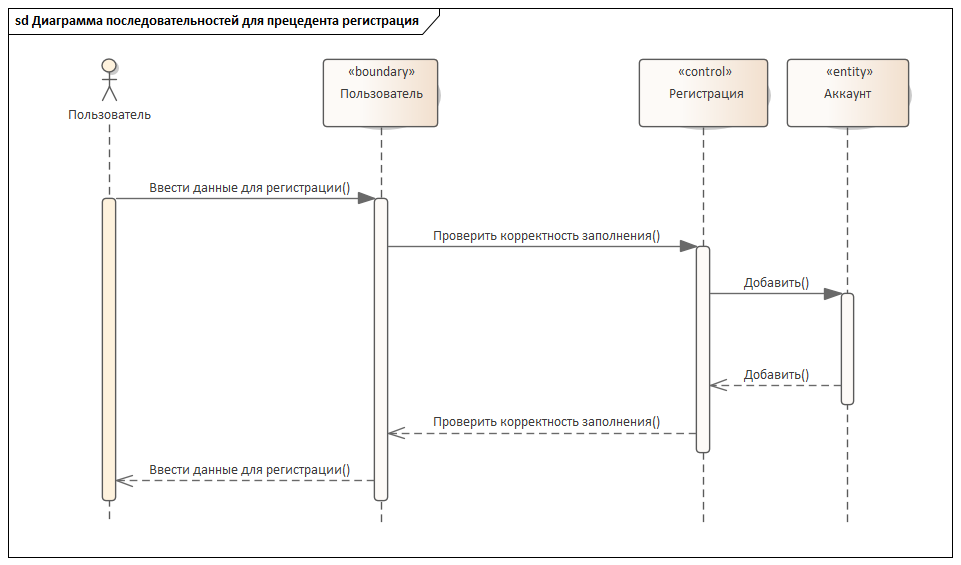 sd Диаграмма последовательностей для прецедента регистрация
«boundary»
Пользователь
«control»
Регистрация
«entity»
Аккаунт
Пользователь
Ввести данные для регистрации()
Проверить корректность заполнения()
Добавить()
Добавить()
Проверить корректность заполнения()
Ввести данные для регистрации()